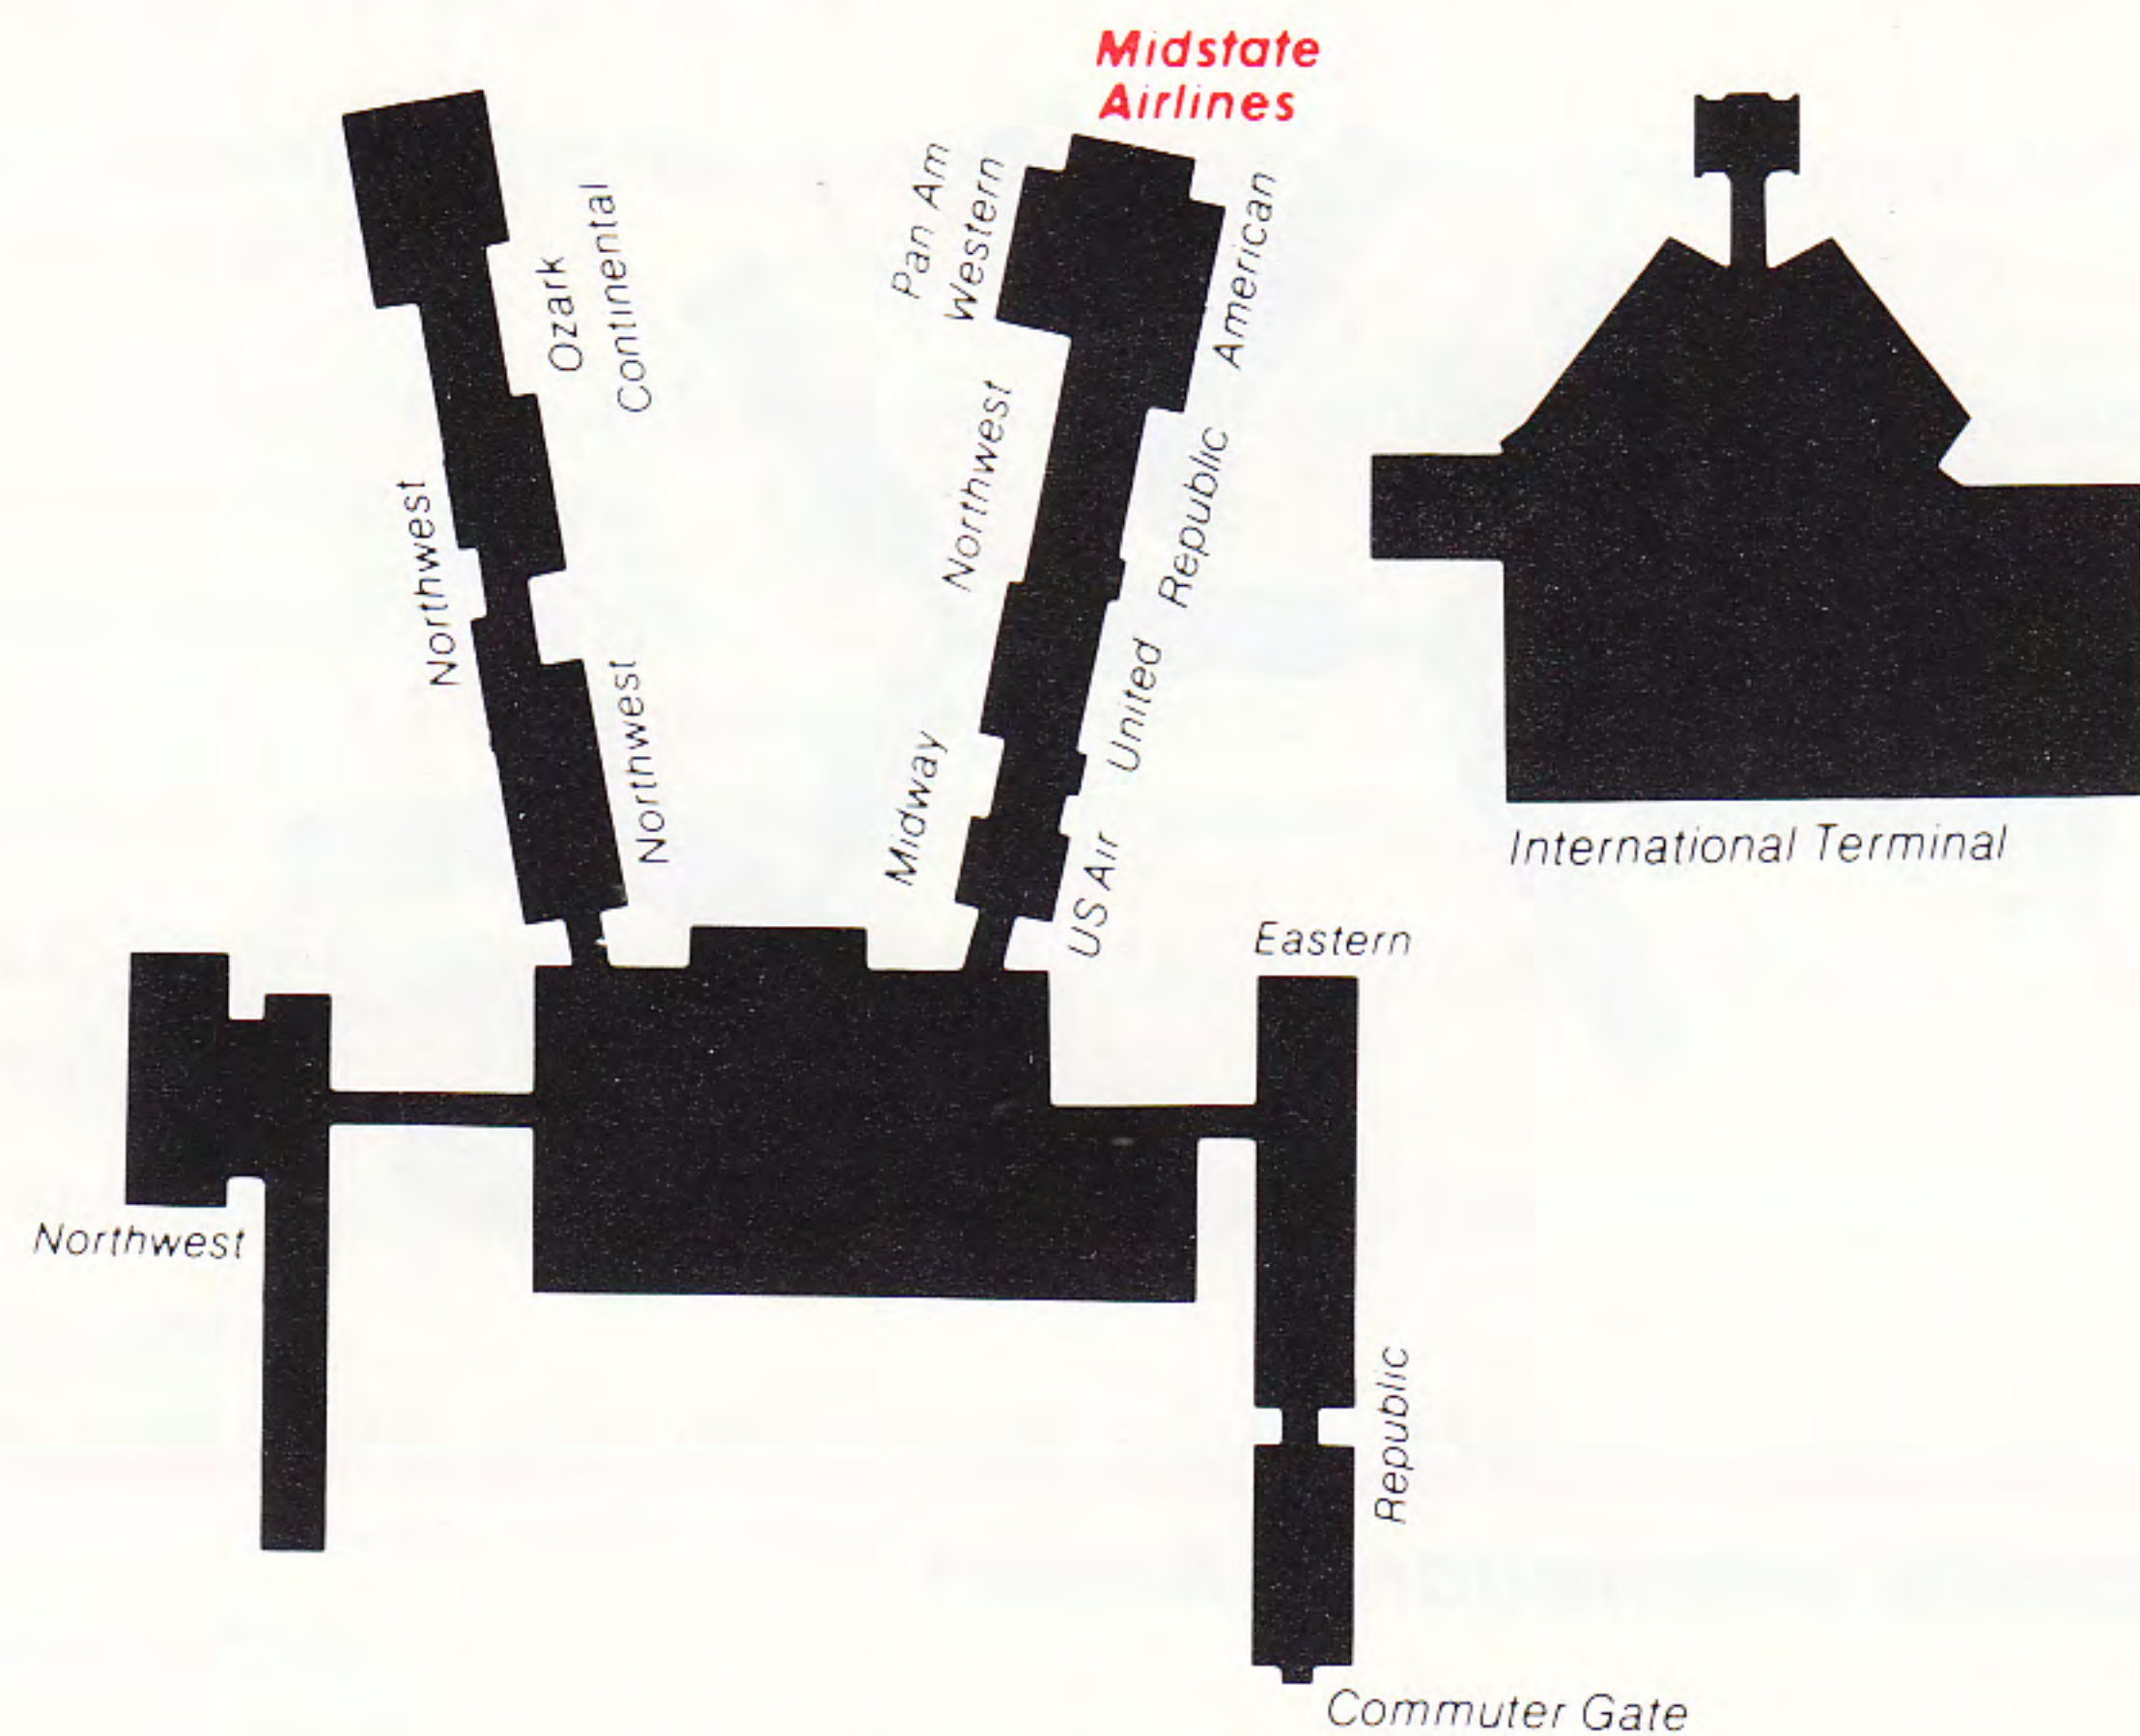 Midstate
Airlines
Pan Am
Western
American
Ozark
Continental
Northwest
Republic
Northwest
United
Northwest
Midway
US Air
International Terminal
Eastern
Northwest
Republic
Commuter Gate